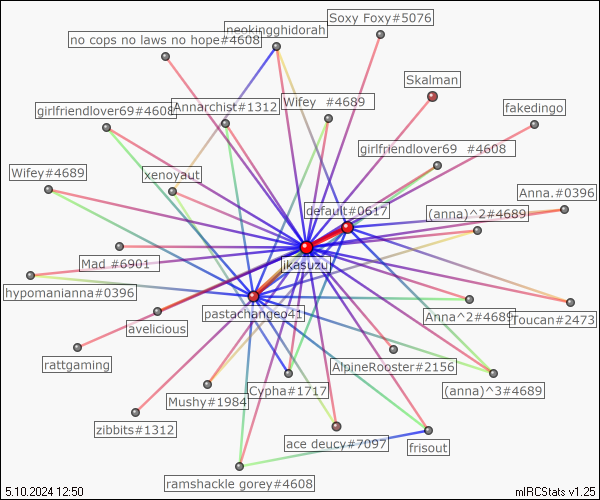 Soxy Foxy#5076
neokingghidorah
no cops no laws no hope#4608
Skalman
Wifey #4689
Annarchist#1312
girlfriendlover69#4608
fakedingo
girlfriendlover69 #4608
Wifey#4689
xenoyaut
Anna.#0396
default#0617
(anna)^2#4689
Mad #6901
ikasuzu
hypomanianna#0396
pastachangeo41
Anna^2#4689
Toucan#2473
avelicious
rattgaming
AlpineRooster#2156
Cypha#1717
(anna)^3#4689
Mushy#1984
zibbits#1312
ace deucy#7097
frisout
ramshackle gorey#4608
5.10.2024 12:50
mIRCStats v1.25